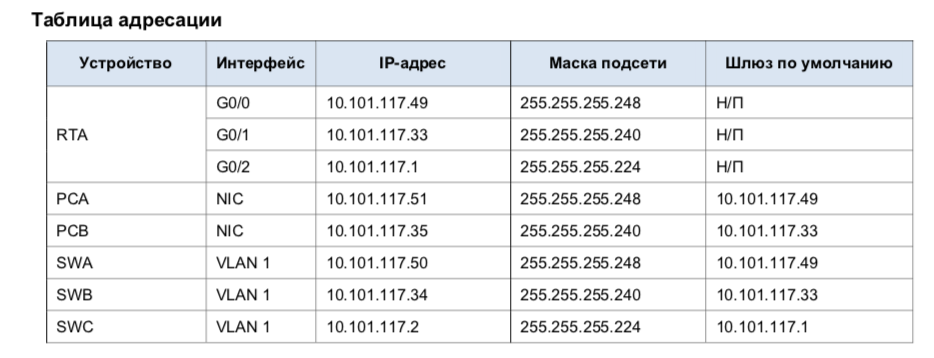 Таблица адресации
Устройство Интерфейс IP-адрес Маска подсети Шлюз по умолчанию
RTA G0/0 10.101.117.49 255.255.255.248 Н/П
G0/1 10.101.117.33 255.255.255.240 Н/П
G0/2 10.101.117.1 255.255.255.224 Н/П
PCA NIC 10.101.117.51 255.255.255.248 10.101.117.49
PCB NIC 10.101.117.35 255.255.255.240 10.101.117.33
SWA VLAN 1 10.101.117.50 255.255.255.248 10.101.117.49
SWB VLAN 1 10.101.117.34 255.255.255.240 10.101.117.33
SWC VLAN 1 10.101.117.2 255.255.255.224 10.101.117.1